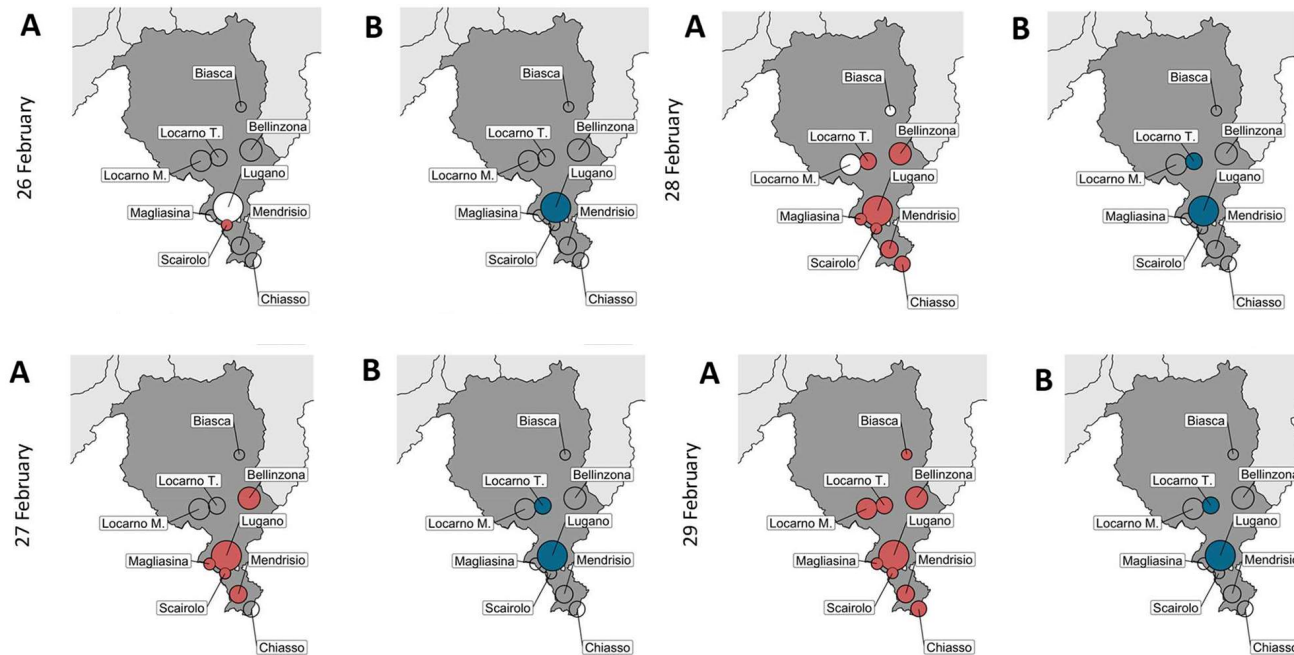 A
B
26 February
Biasca
Locarno T.
Bellinzona
Locarno M.
Lugano
Magliasina
Mendrisio
Scairolo
Chiasso
Biasca
Locarno T.
Bellinzona
Locarno M.
Lugano
Magliasina
Mendrisio
Scairolo
Chiasso
A
B
28 February
Biasca
Locarno T.
Bellinzona
Locarno M.
Lugano
Magliasina
Mendrisio
Scairolo
Chiasso
Biasca
Locarno T.
Bellinzona
Locarno M.
Lugano
Magliasina
Mendrisio
Scairolo
Chiasso
A
B
27 February
Biasca
Locarno T.
Bellinzona
Locarno M.
Lugano
Magliasina
Mendrisio
Scairolo
Chiasso
Biasca
Locarno T.
Bellinzona
Locarno M.
Lugano
Magliasina
Mendrisio
Scairolo
Chiasso
A
B
29 February
Biasca
Locarno T.
Bellinzona
Locarno M.
Lugano
Magliasina
Mendrisio
Scairolo
Chiasso
Biasca
Locarno T.
Bellinzona
Locarno M.
Lugano
Magliasina
Mendrisio
Scairolo
Chiasso